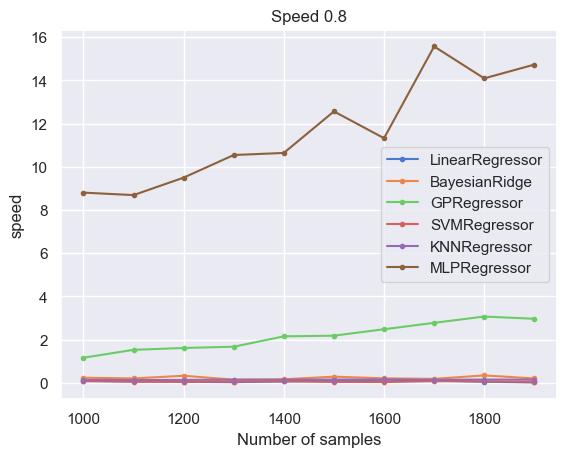 Speed 0.8
16
14
12
10
8
6
4
2
0
speed
LinearRegressor
BayesianRidge
GPRegressor
SVMRegressor
KNNRegressor
MLPRegressor
1000 1200 1400 1600 1800
Number of samples